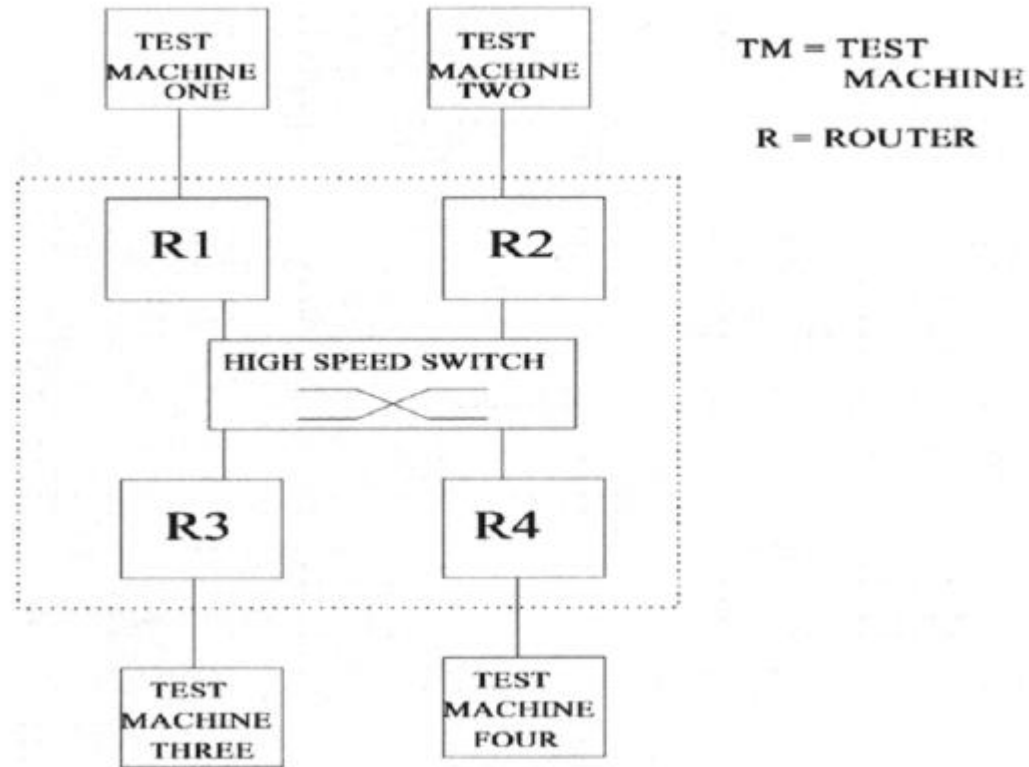 TEST
MACHINE
ONE
TEST
MACHINE
TWO
TM = TEST
MACHINE
R = ROUTER
R1
R2
HIGH SPEED SWITCH
R3
R4
TEST
MACHINE
THREE
TEST
MACHINE
FOUR